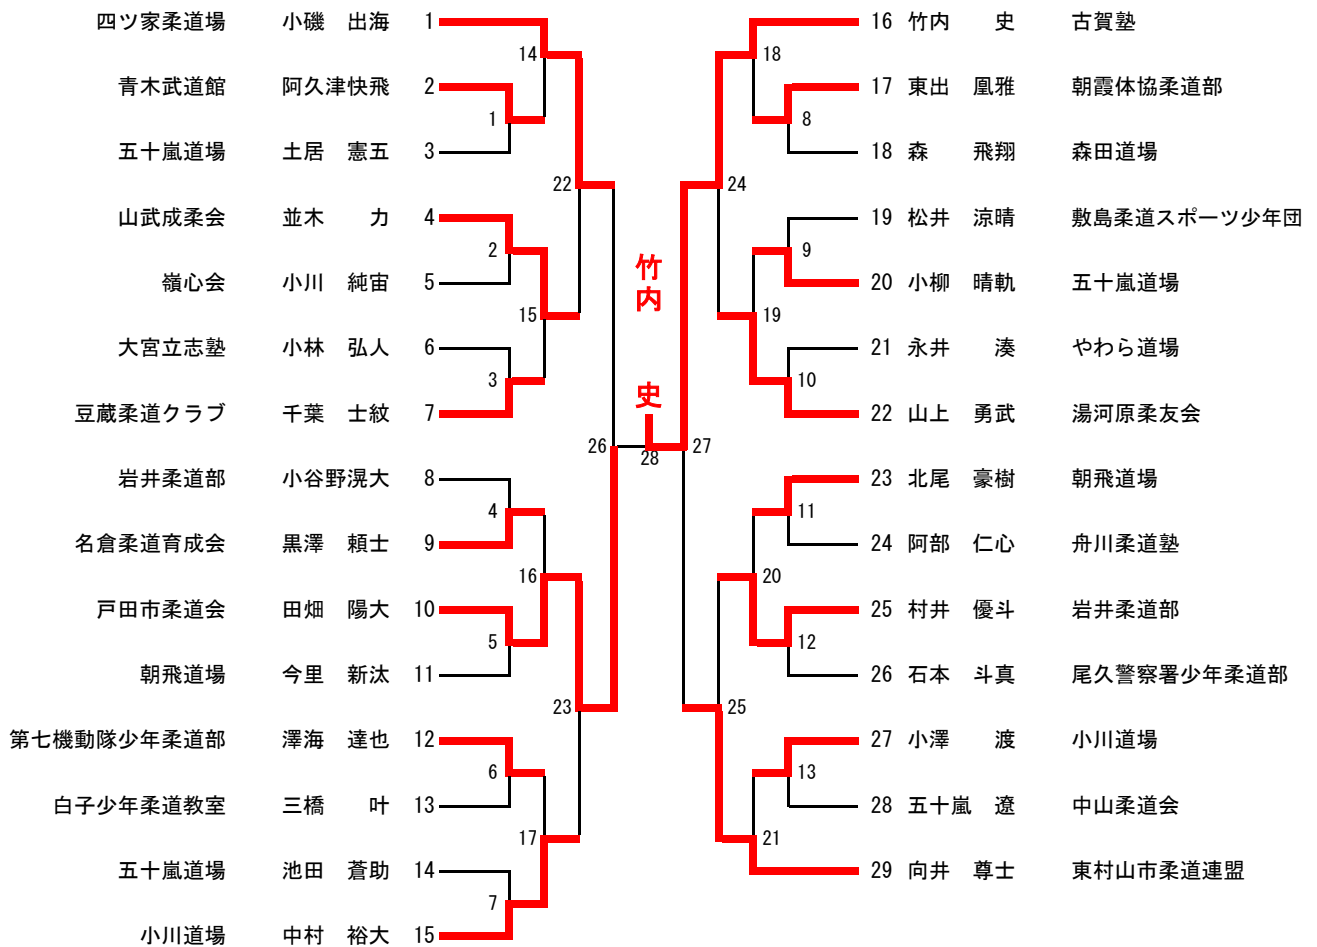 四ツ家柔道場 小磯 出海 1
青木武道館 阿久津快飛 2
五十嵐道場 土居 憲五 3
山武成柔会 並木 力 4
嶺心会 小川 純宙 5
大宮立志塾 小林 弘人 6
豆蔵柔道クラブ 千葉 士紋 7
岩井柔道部 小谷野滉大 8
名倉柔道育成会 黒澤 頼士 9
戸田市柔道会 田畑 陽大 10
朝飛道場 今里 新汰 11
第七機動隊少年柔道部 澤海 達也 12
白子少年柔道教室 三橋 叶 13
五十嵐道場 池田 蒼助 14
小川道場 中村 裕大 15
1
2
3
4
5
6
7
14
15
16
17
22
23
26
竹内 史
28
27
24
25
18
19
20
21
8
9
10
11
12
13
16 竹内 史 古賀塾
17 東出 凰雅 朝霞体協柔道部
18 森 飛翔 森田道場
19 松井 涼晴 敷島柔道スポーツ少年団
20 小柳 晴軌 五十嵐道場
21 永井 湊 やわら道場
22 山上 勇武 湯河原柔友会
23 北尾 豪樹 朝飛道場
24 阿部 仁心 舟川柔道塾
25 村井 優斗 岩井柔道部
26 石本 斗真 尾久警察署少年柔道部
27 小澤 渡 小川道場
28 五十嵐 遼 中山柔道会
29 向井 尊士 東村山市柔道連盟